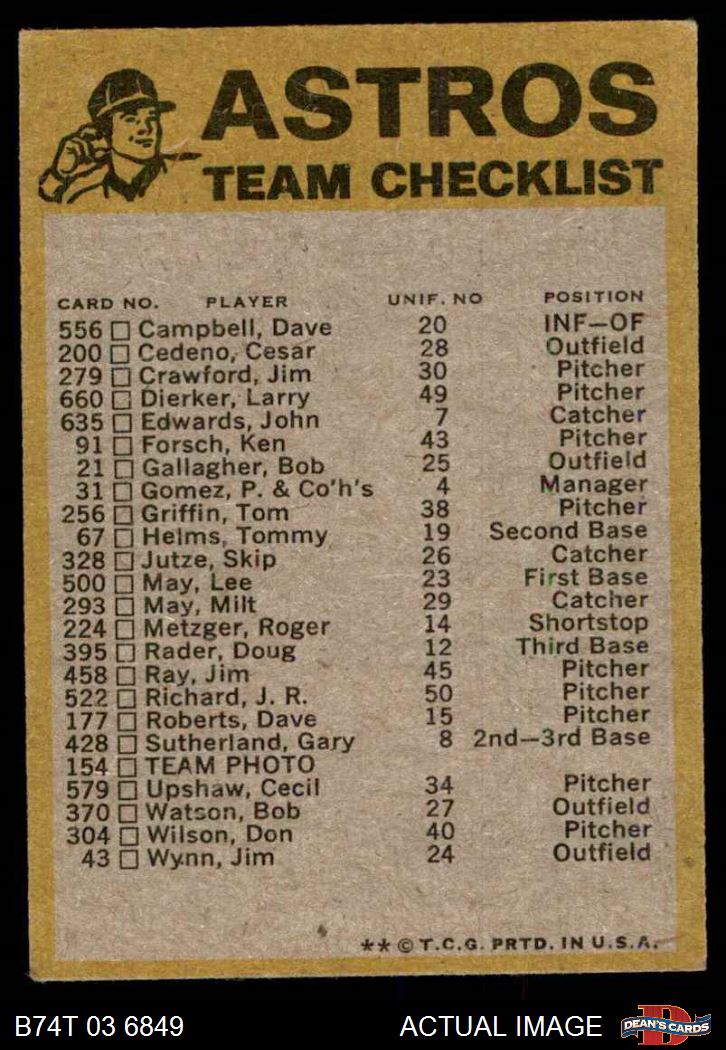 ASTROS
TEAM CHECKLIST
CARD NO. PLAYER UNIF. NO POSITION
556 Campbell, Dave 20 INF—OF
200 Cedeno, Cesar 28 Outfield
279 Crawford, Jim 30 Pitcher
660 Dierker, Larry 49 Pitcher
635 Edwards, John 7 Catcher
91 Forsch, Ken 43 Pitcher
21 Gallagher, Bob 25 Outfield
31 Gomez, P. & Co'h's 4 Manager
256 Griffin, Tom 38 Pitcher
67 Helms, Tommy 19 Second Base
328 Jutze, Skip 26 Catcher
500 May, Lee 23 First Base
293 May, Milt 29 Catcher
224 Metzger, Roger 14 Shortstop
395 Rader, Doug 12 Third Base
458 Ray, Jim 45 Pitcher
522 Richard, J. R. 50 Pitcher
177 Roberts, Dave 15 Pitcher
428 Sutherland, Gary 8 2nd—3rd Base
154 TEAM PHOTO
579 Upshaw, Cecil 34 Pitcher
370 Watson, Bob 27 Outfield
304 Wilson, Don 40 Pitcher
43 Wynn, Jim 24 Outfield
** © T.C.G. PRTD. IN U.S.A.
B74T 03 6849 ACTUAL IMAGE D DEAN'S CARDS